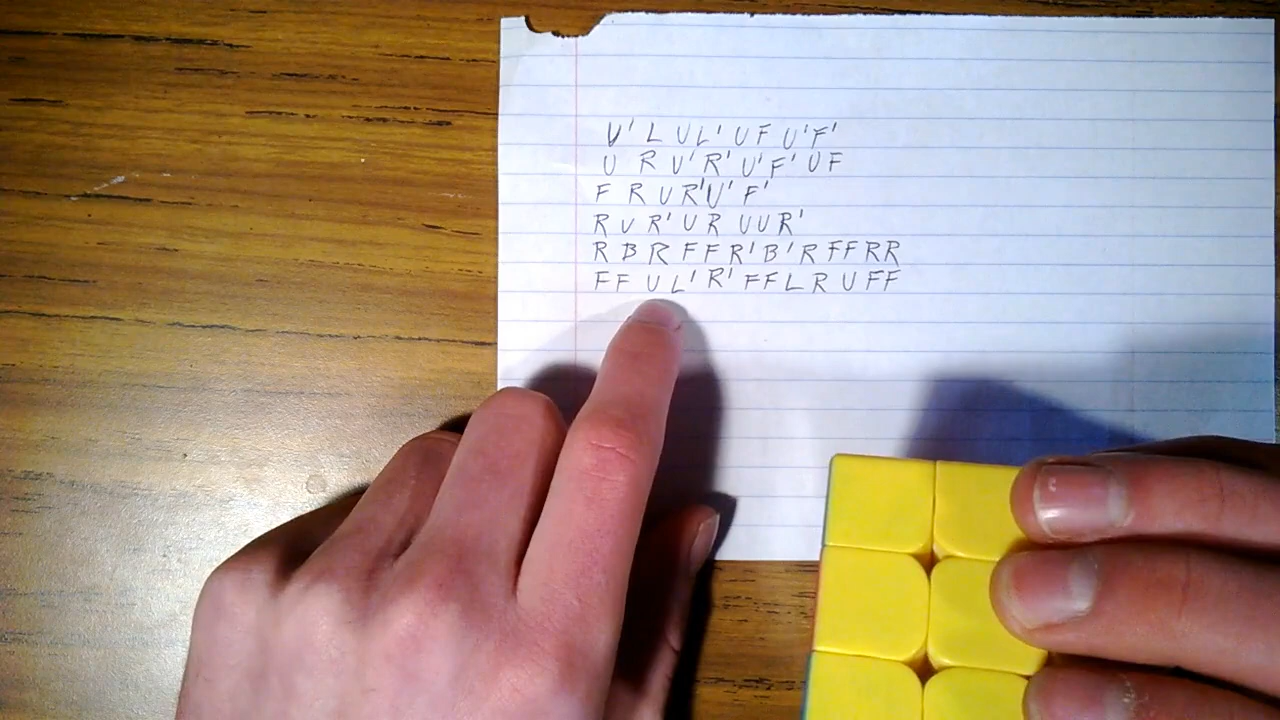 U' L U L' U F U' F'
U R U' R' U' F' U F
F R U R' U' F'
R U R' U R U U R'
R B R F F R' B' R F F R R
F F U L' R' F F L R U F F